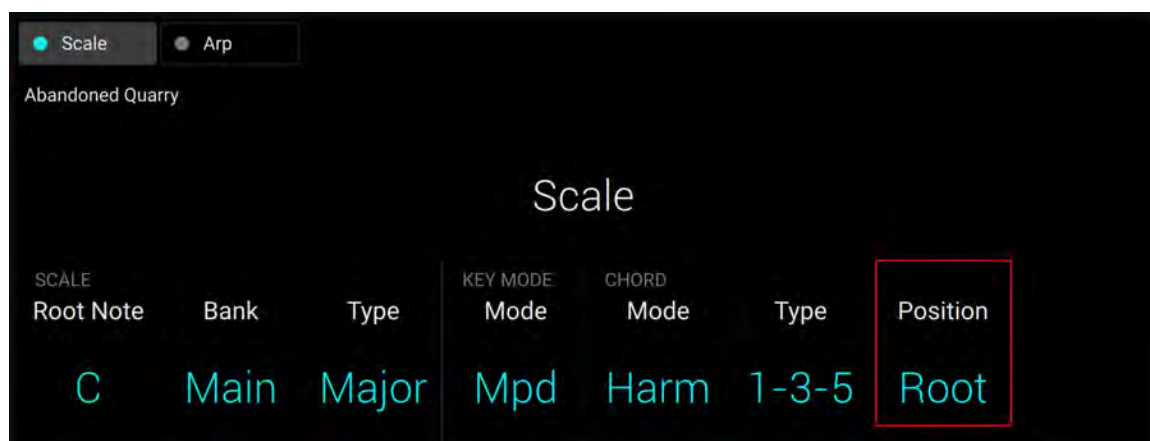 Scale Arp
Abandoned Quarry
Scale
SCALE KEY MODE CHORD
Root Note Bank Type Mode Mode Type Position
C Main Major Mpd Harm 1-3-5 Root